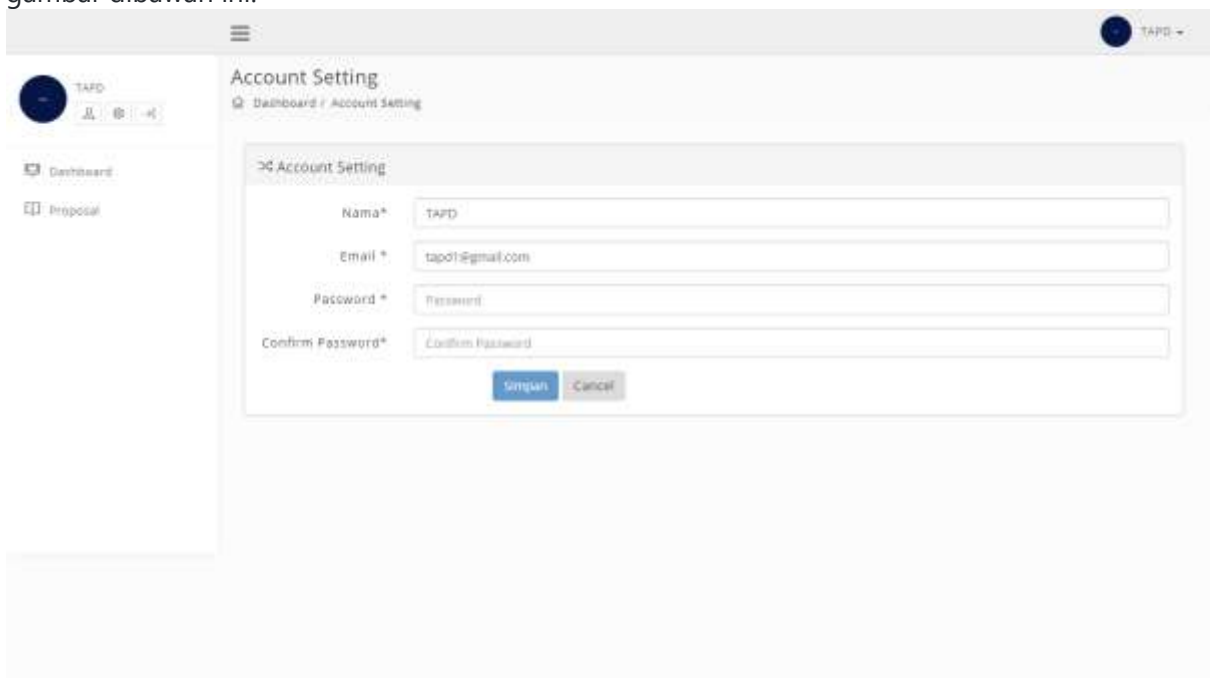 gambar dibawah ini.
TAPD
TAPD
Account Setting
Dashboard / Account Setting
Dashboard
Proposal
Account Setting
Nama* TAPD
Email * tapd1@gmail.com
Password * Password
Confirm Password* Confirm Password
Simpan Cancel